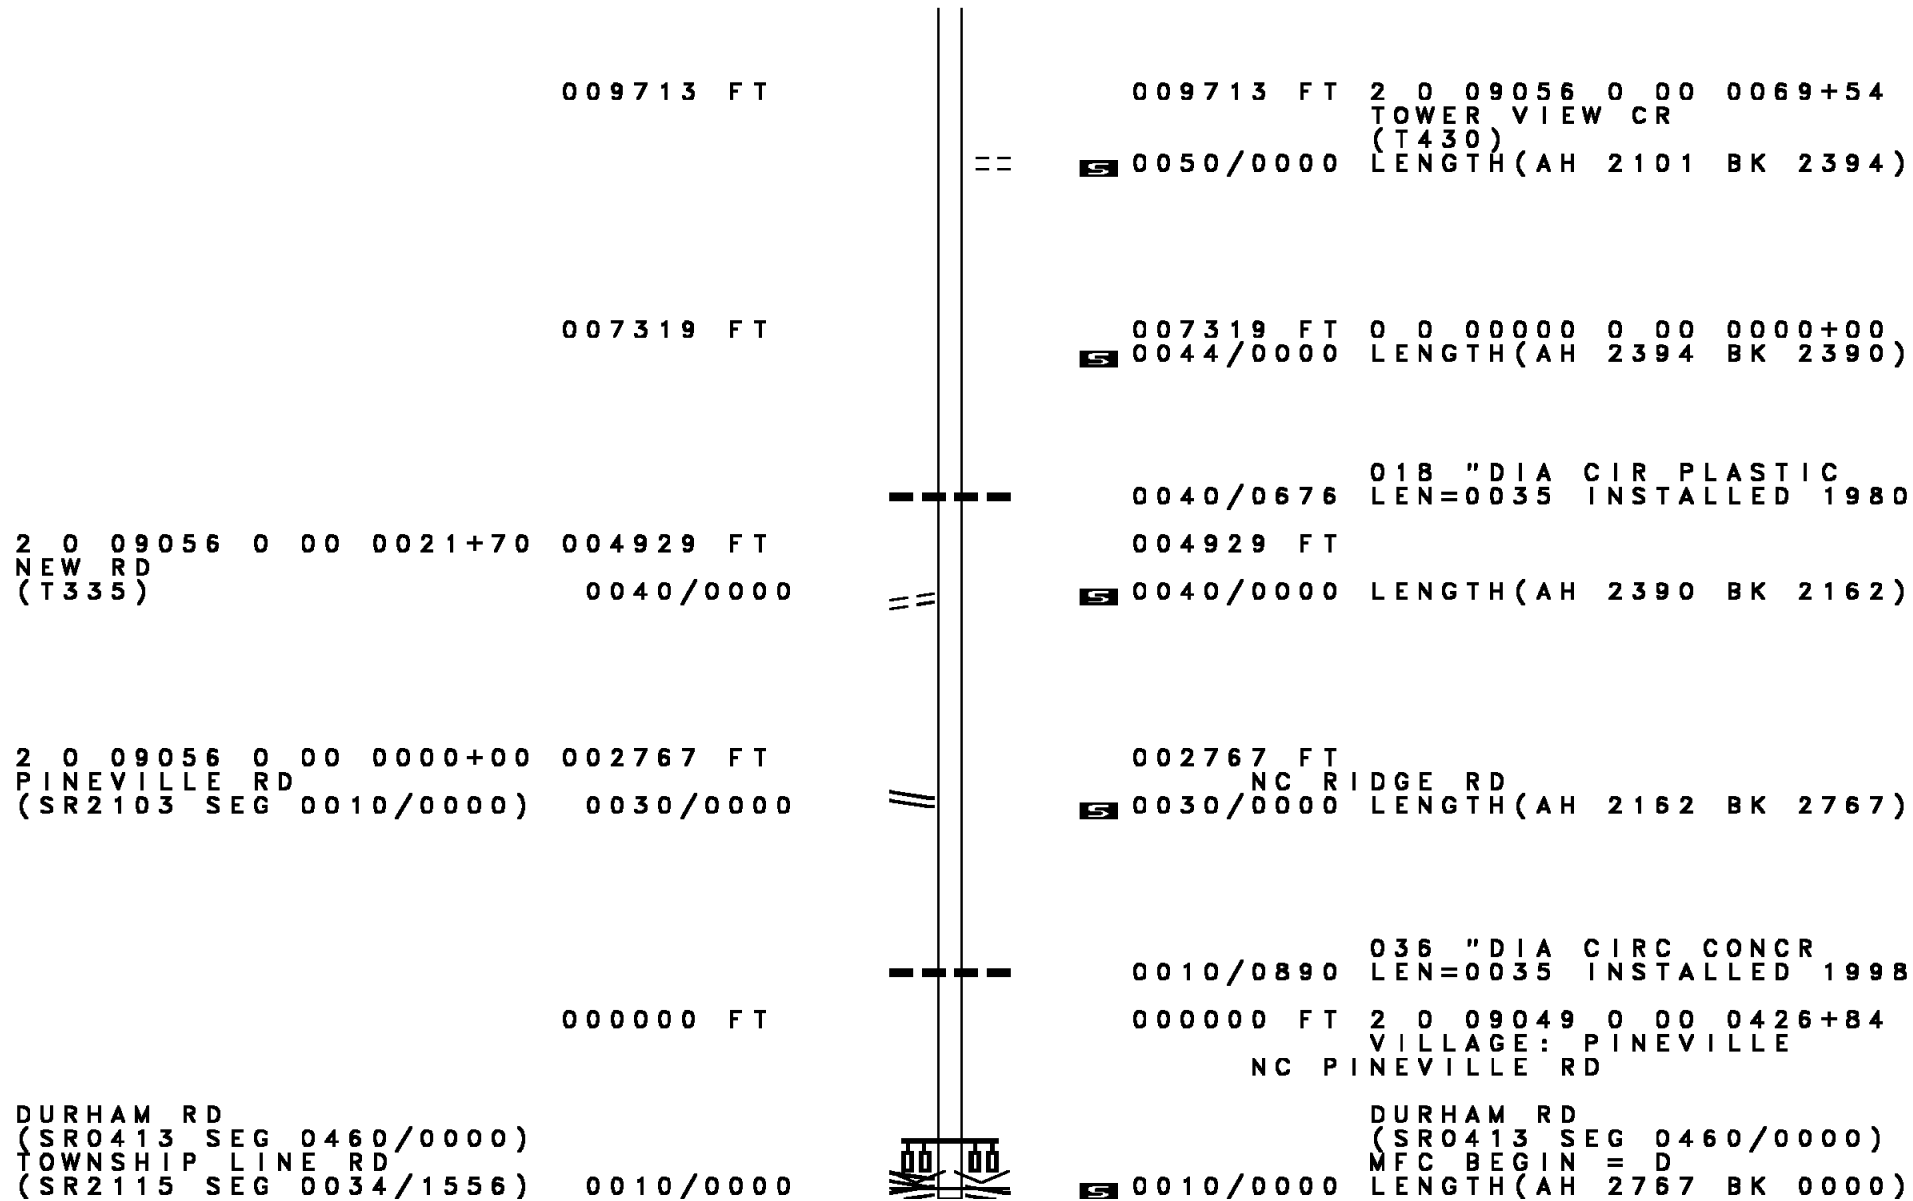 009713 FT 009713 FT 2 0 09056 0 00 0069+54
TOWER VIEW CR
(T430)
S 0050/0000 LENGTH(AH 2101 BK 2394)
007319 FT 007319 FT 0 0 00000 0 00 0000+00
S 0044/0000 LENGTH(AH 2394 BK 2390)
018 "DIA CIR PLASTIC
0040/0676 LEN=0035 INSTALLED 1980
2 0 09056 0 00 0021+70 004929 FT 004929 FT
NEW RD
(T335) 0040/0000 S 0040/0000 LENGTH(AH 2390 BK 2162)
2 0 09056 0 00 0000+00 002767 FT 002767 FT
PINEVILLE RD NC RIDGE RD
(SR2103 SEG 0010/0000) 0030/0000 S 0030/0000 LENGTH(AH 2162 BK 2767)
036 "DIA CIRC CONCR
0010/0890 LEN=0035 INSTALLED 1998
000000 FT 000000 FT 2 0 09049 0 00 0426+84
VILLAGE: PINEVILLE
NC PINEVILLE RD
DURHAM RD DURHAM RD
(SR0413 SEG 0460/0000) (SR0413 SEG 0460/0000)
TOWNSHIP LINE RD MFC BEGIN = D
(SR2115 SEG 0034/1556) 0010/0000 S 0010/0000 LENGTH(AH 2767 BK 0000)